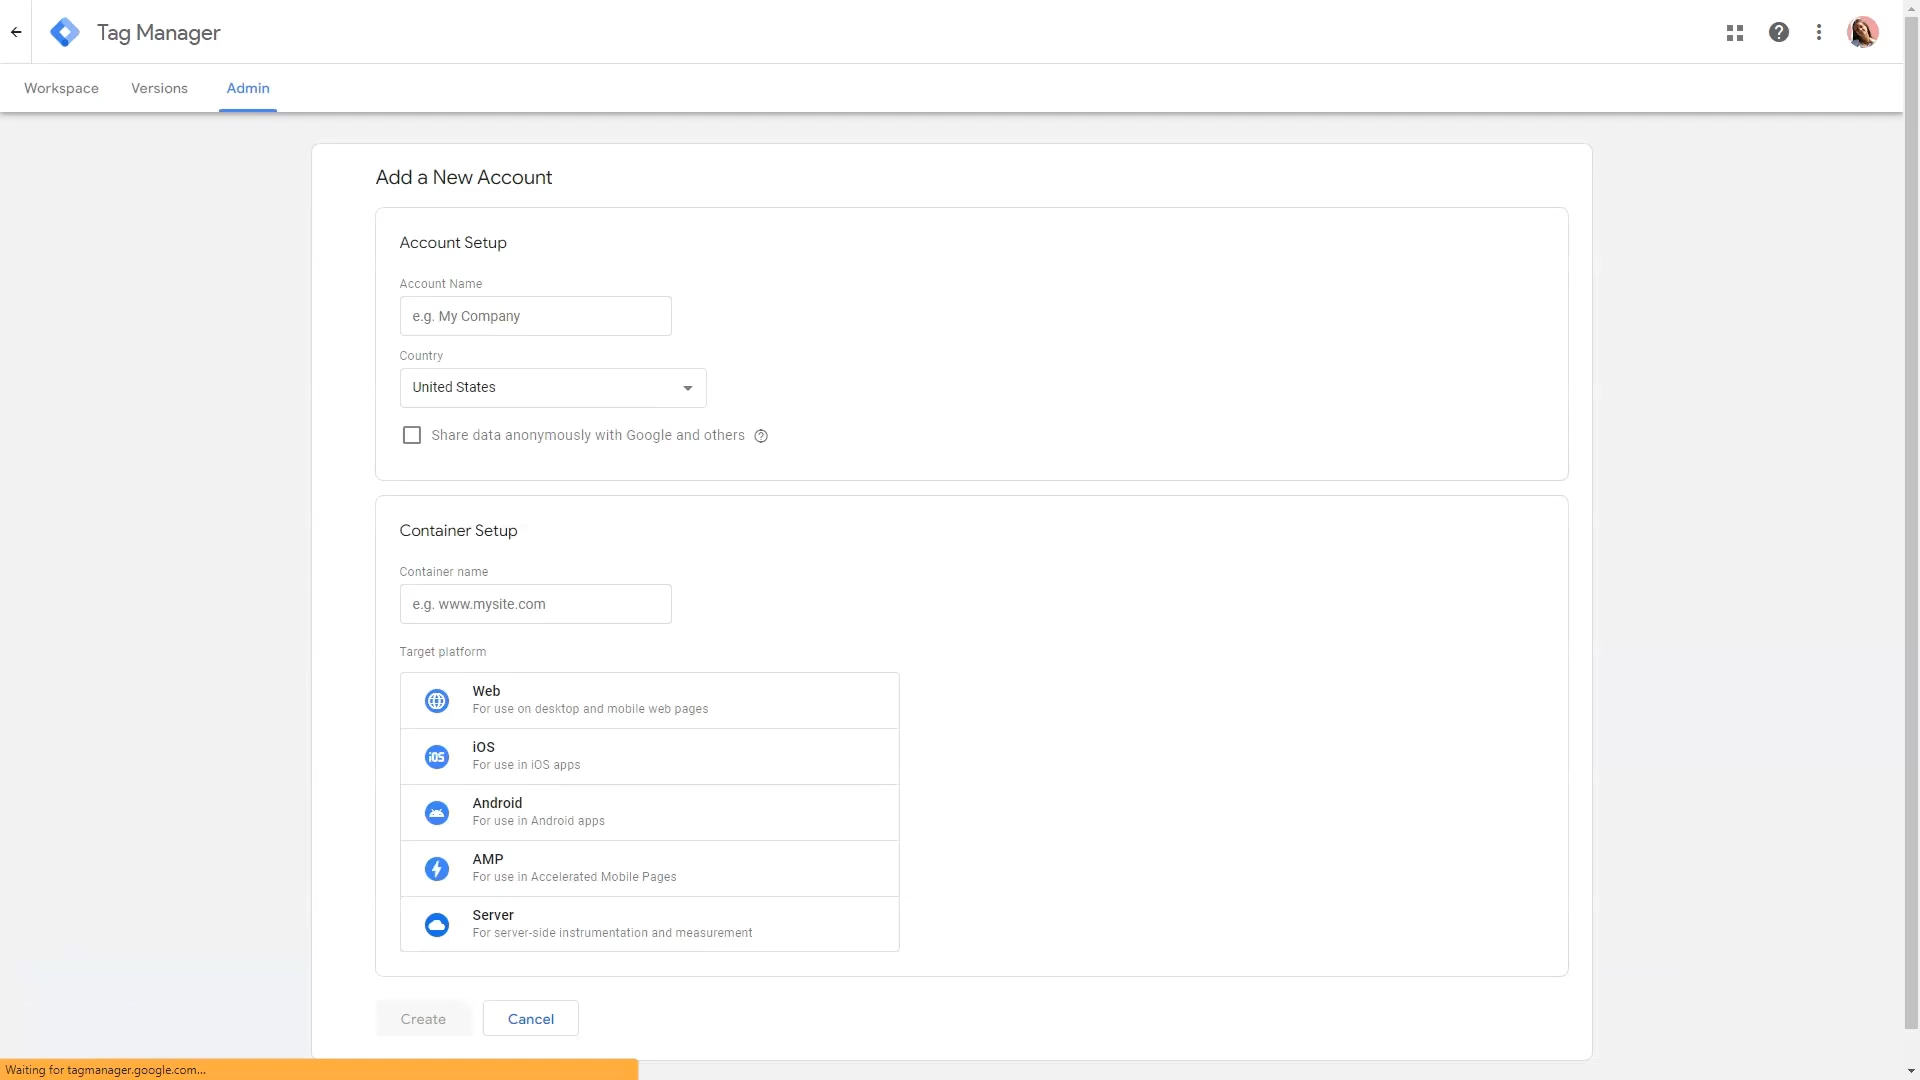 Tag Manager
Workspace Versions Admin
Add a New Account
Account Setup
Account Name
e.g. My Company
Country
United States
Share data anonymously with Google and others
Container Setup
Container name
e.g. www.mysite.com
Target platform
Web
For use on desktop and mobile web pages
iOS
iOS
For use in iOS apps
Android
For use in Android apps
AMP
For use in Accelerated Mobile Pages
Server
For server-side instrumentation and measurement
Create Cancel
Waiting for tagmanager.google.com...